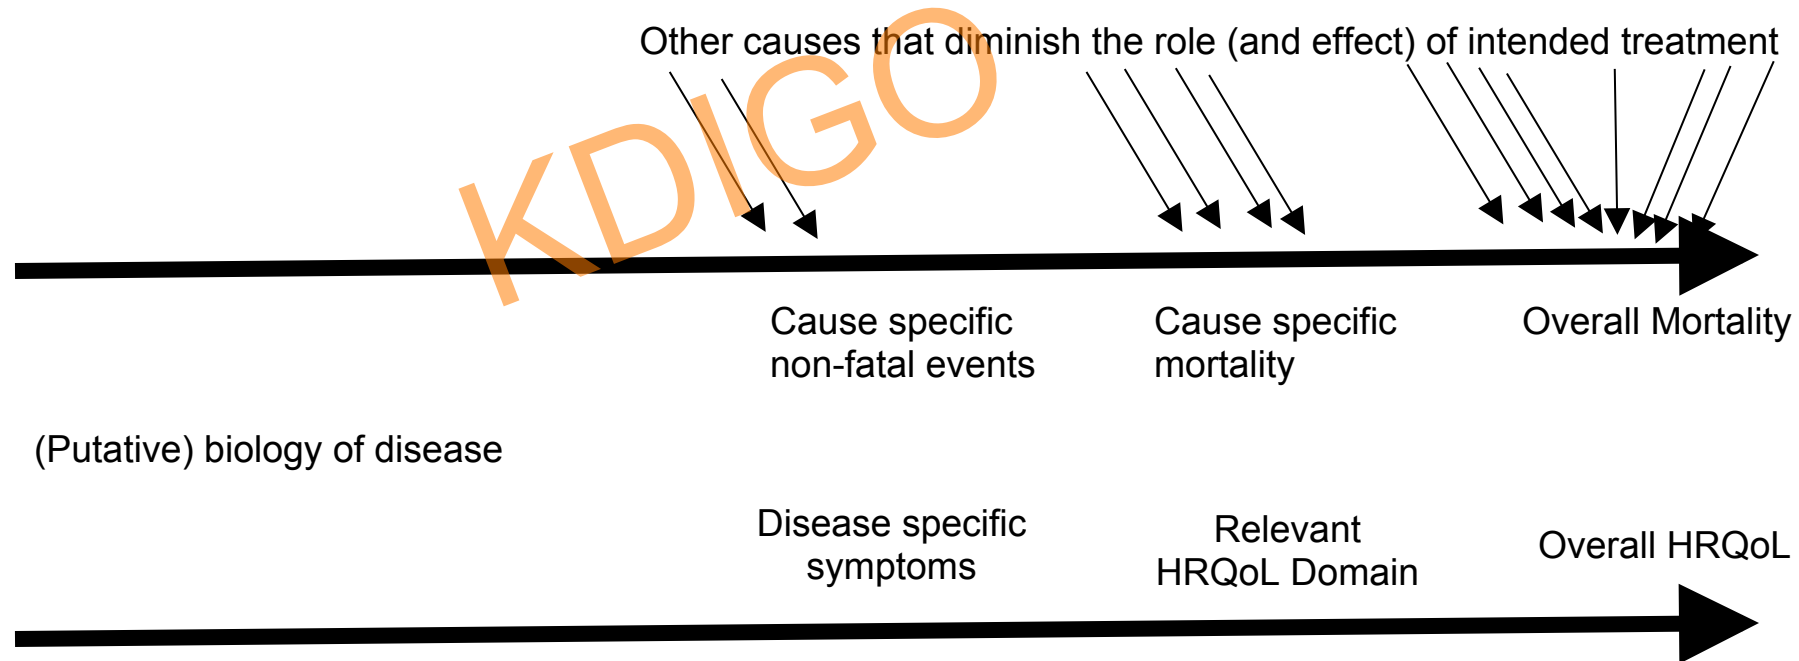 Other causes that diminish the role (and effect) of intended treatment
KDIGO
Cause specific
non-fatal events
Cause specific
mortality
Overall Mortality
(Putative) biology of disease
Disease specific
symptoms
Relevant
HRQoL Domain
Overall HRQoL